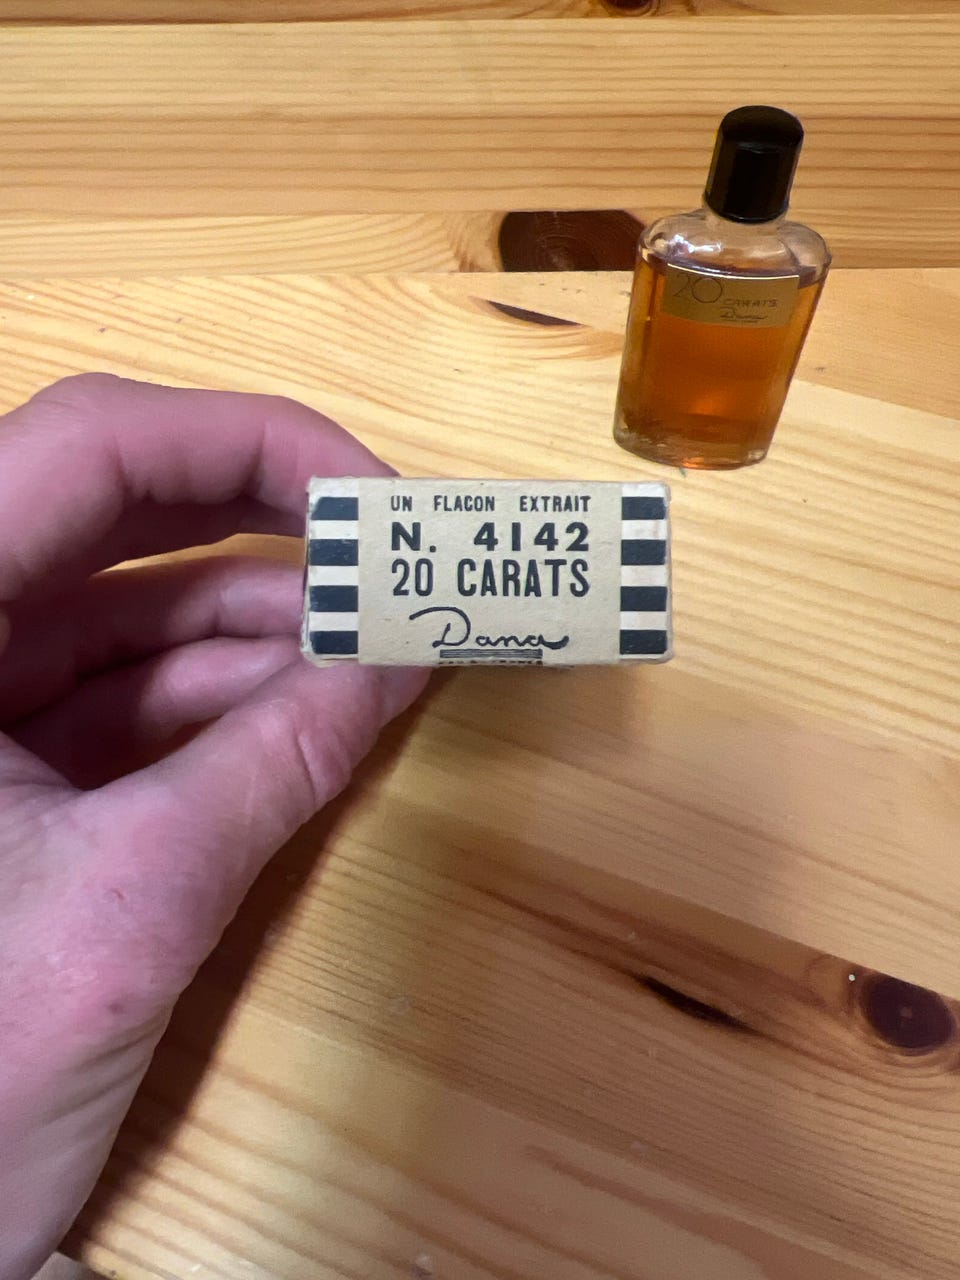 20
CARATS
Dana
UN FLACON EXTRAIT
N. 4142
20 CARATS
Dana